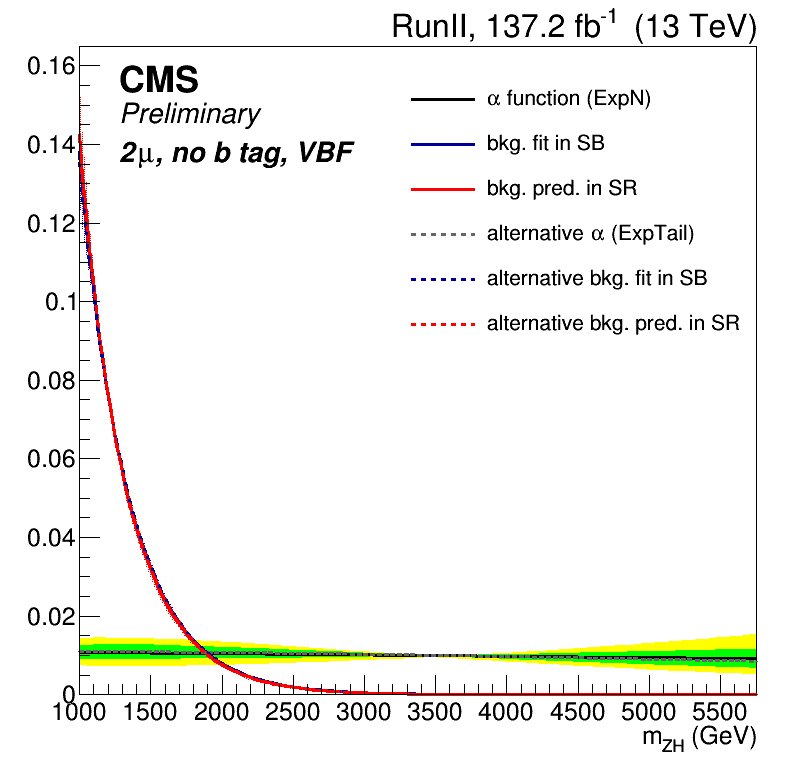 RunII, 137.2 fb⁻¹ (13 TeV)
CMS
Preliminary
2μ, no b tag, VBF
α function (ExpN)
bkg. fit in SB
bkg. pred. in SR
alternative α (ExpTail)
alternative bkg. fit in SB
alternative bkg. pred. in SR
0.16
0.14
0.12
0.1
0.08
0.06
0.04
0.02
0
1000 1500 2000 2500 3000 3500 4000 4500 5000 5500
m_ZH (GeV)